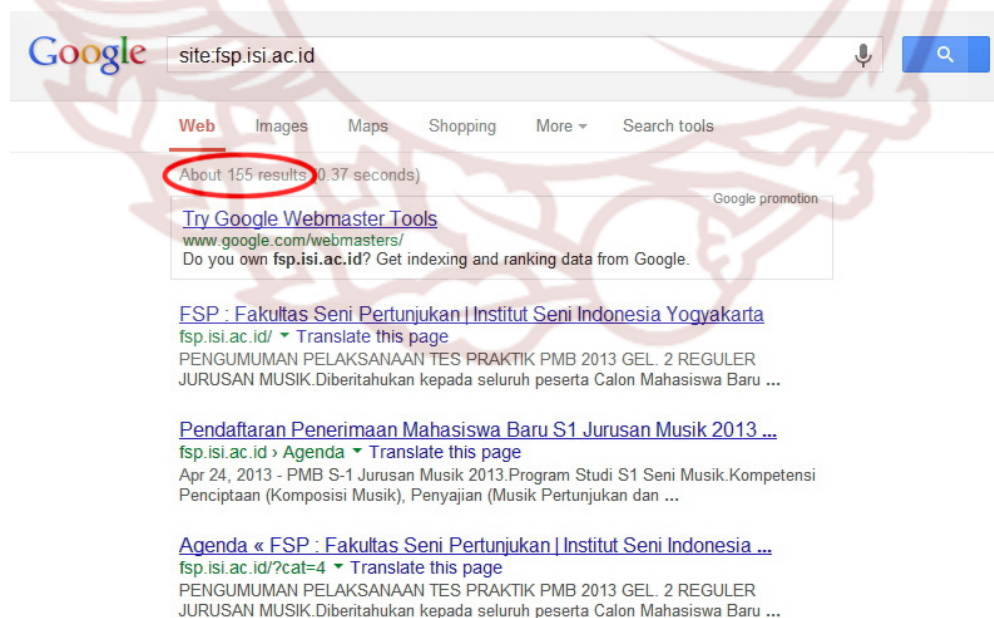 Google site:fsp.isi.ac.id
Web Images Maps Shopping More Search tools
About 155 results (0.37 seconds)
Google promotion
Try Google Webmaster Tools
www.google.com/webmasters/
Do you own fsp.isi.ac.id? Get indexing and ranking data from Google.
FSP : Fakultas Seni Pertunjukan | Institut Seni Indonesia Yogyakarta
fsp.isi.ac.id/ Translate this page
PENGUMUMAN PELAKSANAAN TES PRAKTIK PMB 2013 GEL. 2 REGULER
JURUSAN MUSIK.Diberitahukan kepada seluruh peserta Calon Mahasiswa Baru ...
Pendaftaran Penerimaan Mahasiswa Baru S1 Jurusan Musik 2013 ...
fsp.isi.ac.id › Agenda Translate this page
Apr 24, 2013 - PMB S-1 Jurusan Musik 2013.Program Studi S1 Seni Musik.Kompetensi
Penciptaan (Komposisi Musik), Penyajian (Musik Pertunjukan dan ...
Agenda « FSP : Fakultas Seni Pertunjukan | Institut Seni Indonesia ...
fsp.isi.ac.id/?cat=4 Translate this page
PENGUMUMAN PELAKSANAAN TES PRAKTIK PMB 2013 GEL. 2 REGULER
JURUSAN MUSIK.Diberitahukan kepada seluruh peserta Calon Mahasiswa Baru ...